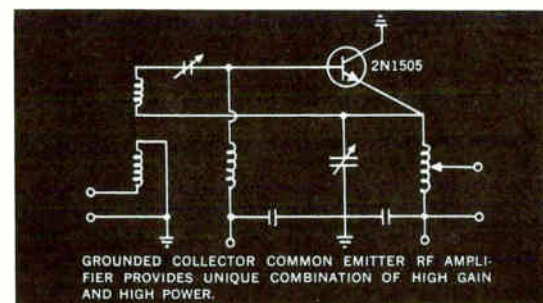 2N1505
GROUNDED COLLECTOR COMMON EMITTER RF AMPLI-
FIER PROVIDES UNIQUE COMBINATION OF HIGH GAIN
AND HIGH POWER.